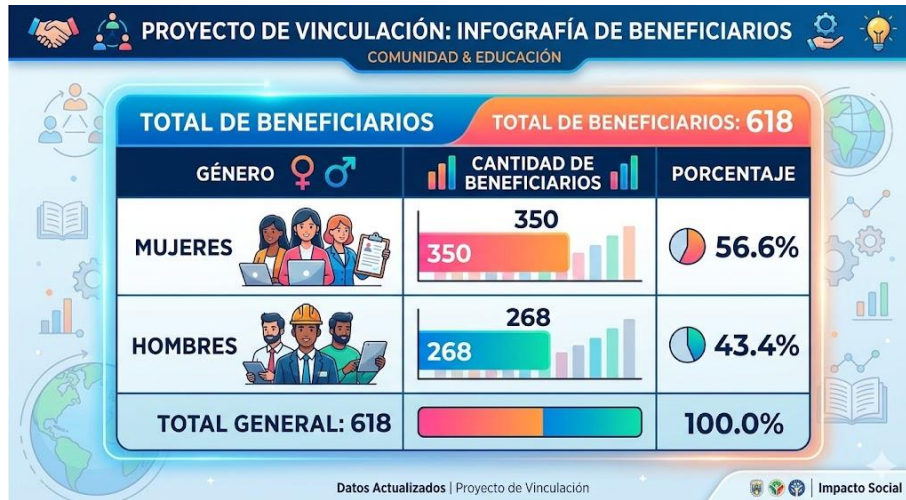 PROYECTO DE VINCULACIÓN: INFOGRAFÍA DE BENEFICIARIOS
COMUNIDAD & EDUCACIÓN
TOTAL DE BENEFICIARIOS
TOTAL DE BENEFICIARIOS: 618
GÉNERO
CANTIDAD DE
BENEFICIARIOS
PORCENTAJE
MUJERES
350
350
56.6%
HOMBRES
268
268
43.4%
TOTAL GENERAL: 618
100.0%
Datos Actualizados | Proyecto de Vinculación
Impacto Social